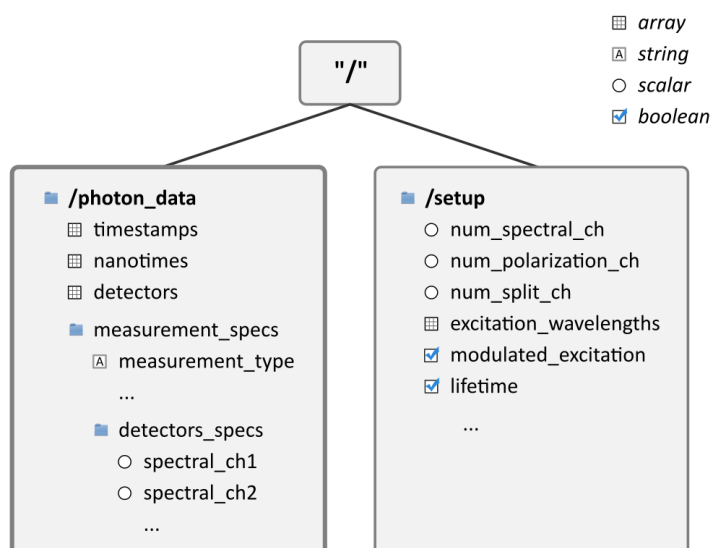 array
string
scalar
boolean
"/"
/photon_data
timestamps
nanotimes
detectors
measurement_specs
A measurement_type
...
detectors_specs
spectral_ch1
spectral_ch2
...
/setup
num_spectral_ch
num_polarization_ch
num_split_ch
excitation_wavelengths
modulated_excitation
lifetime
...